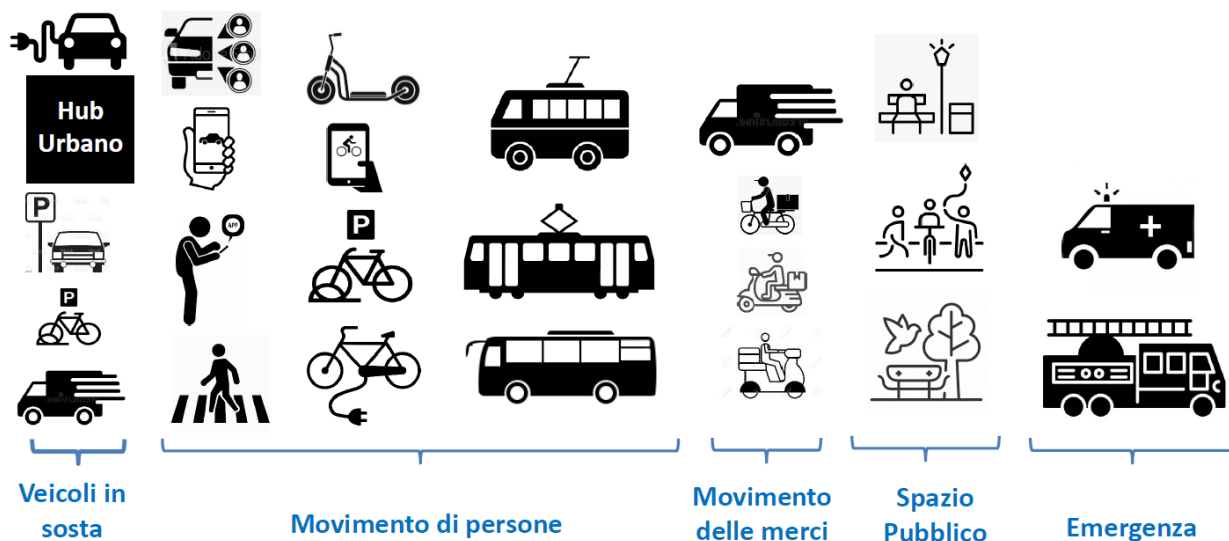 Hub
Urbano
P
P
APP
P
Veicoli in
sosta
Movimento di persone
Movimento
delle merci
Spazio
Pubblico
Emergenza